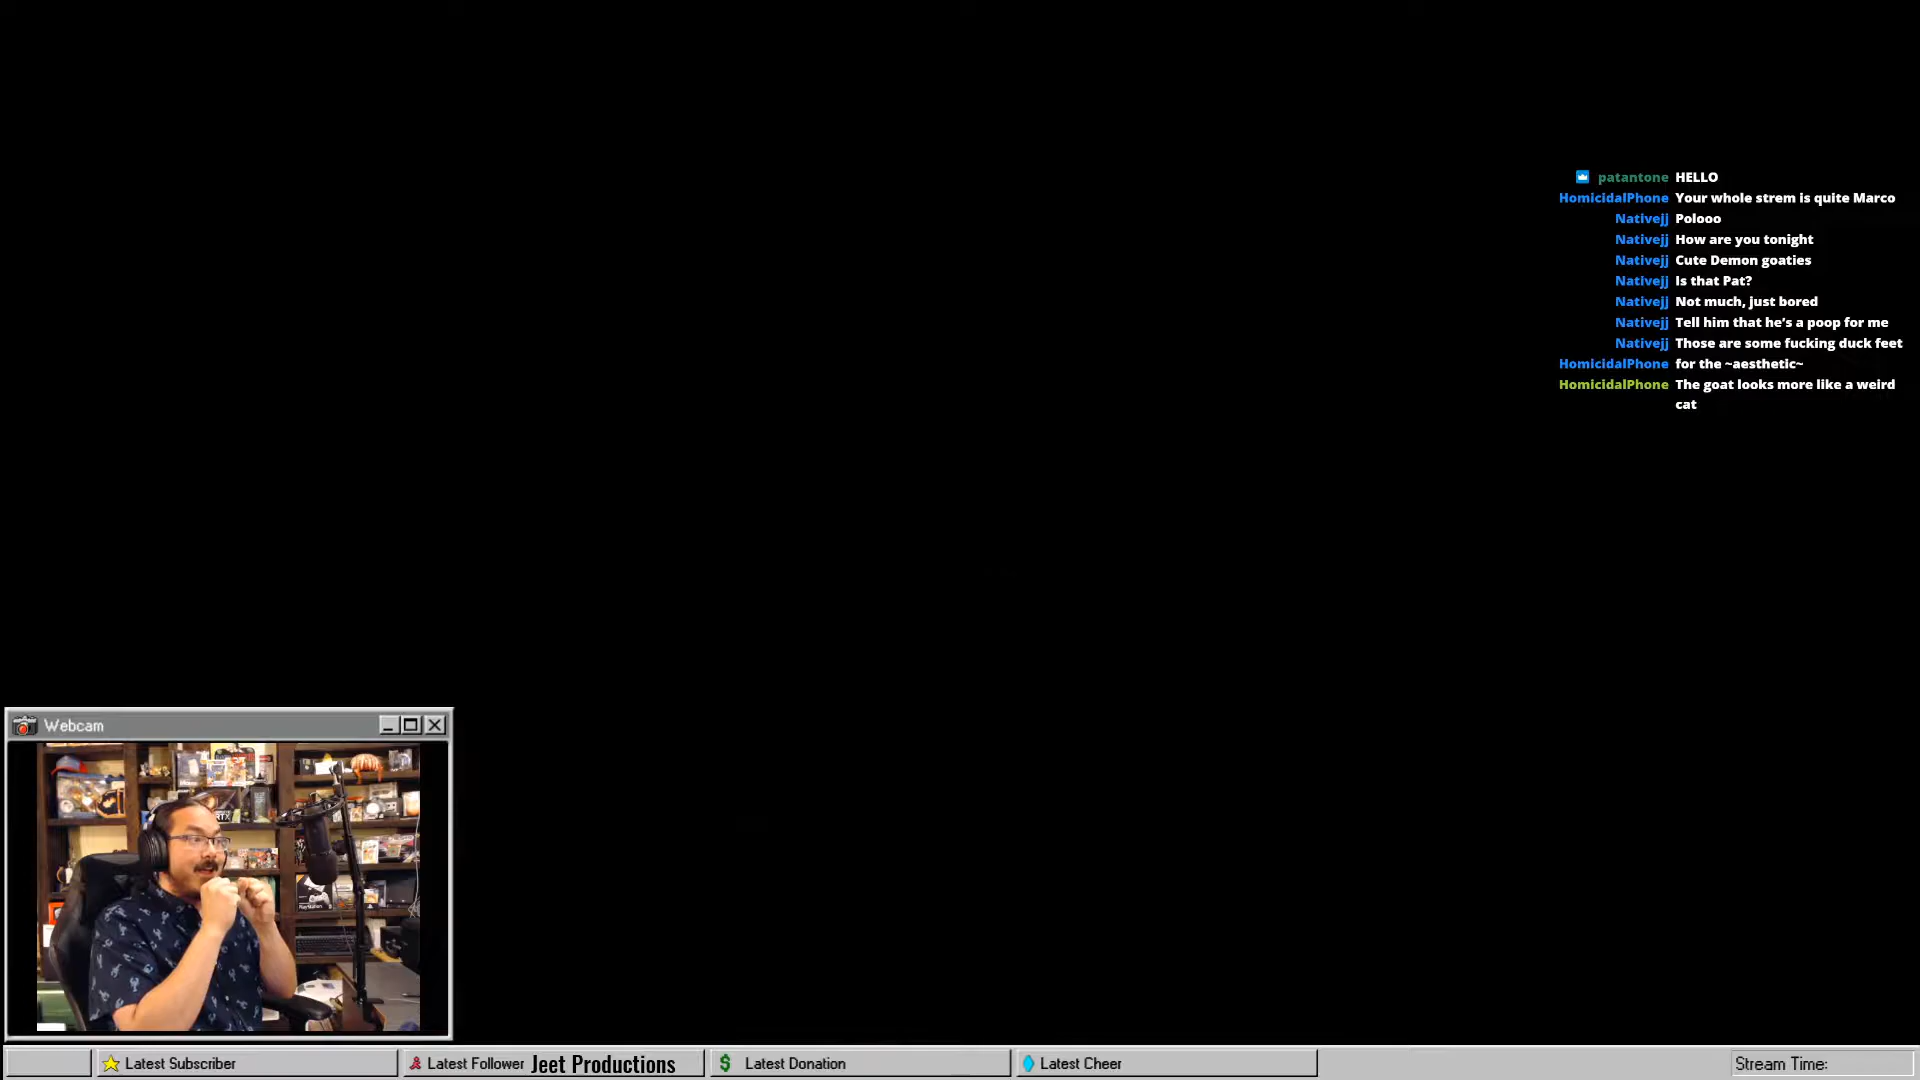 patantone HELLO
HomicidalPhone Your whole strem is quite Marco
Nativejj Polooo
Nativejj How are you tonight
Nativejj Cute Demon goaties
Nativejj Is that Pat?
Nativejj Not much, just bored
Nativejj Tell him that he's a poop for me
Nativejj Those are some fucking duck feet
HomicidalPhone for the ~aesthetic~
HomicidalPhone The goat looks more like a weird
cat
Webcam
RTX
PlayStation
Latest Subscriber
Latest Follower Jeet Productions
$ Latest Donation
Latest Cheer
Stream Time: